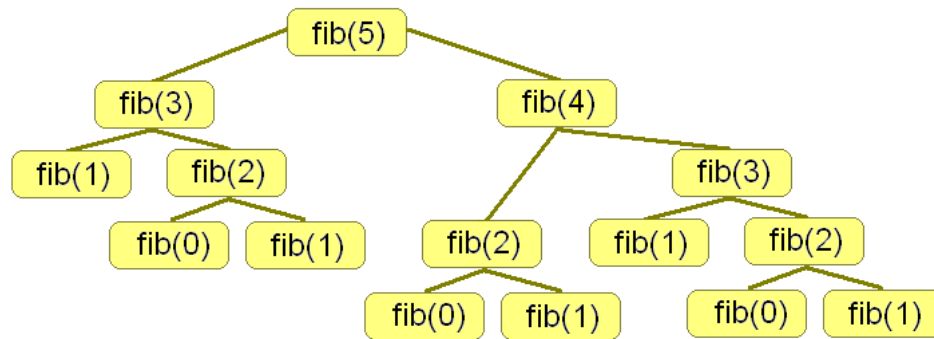 fib(5)
fib(3) fib(4)
fib(1) fib(2) fib(3)
fib(0) fib(1) fib(2) fib(1) fib(2)
fib(0) fib(1) fib(0) fib(1)